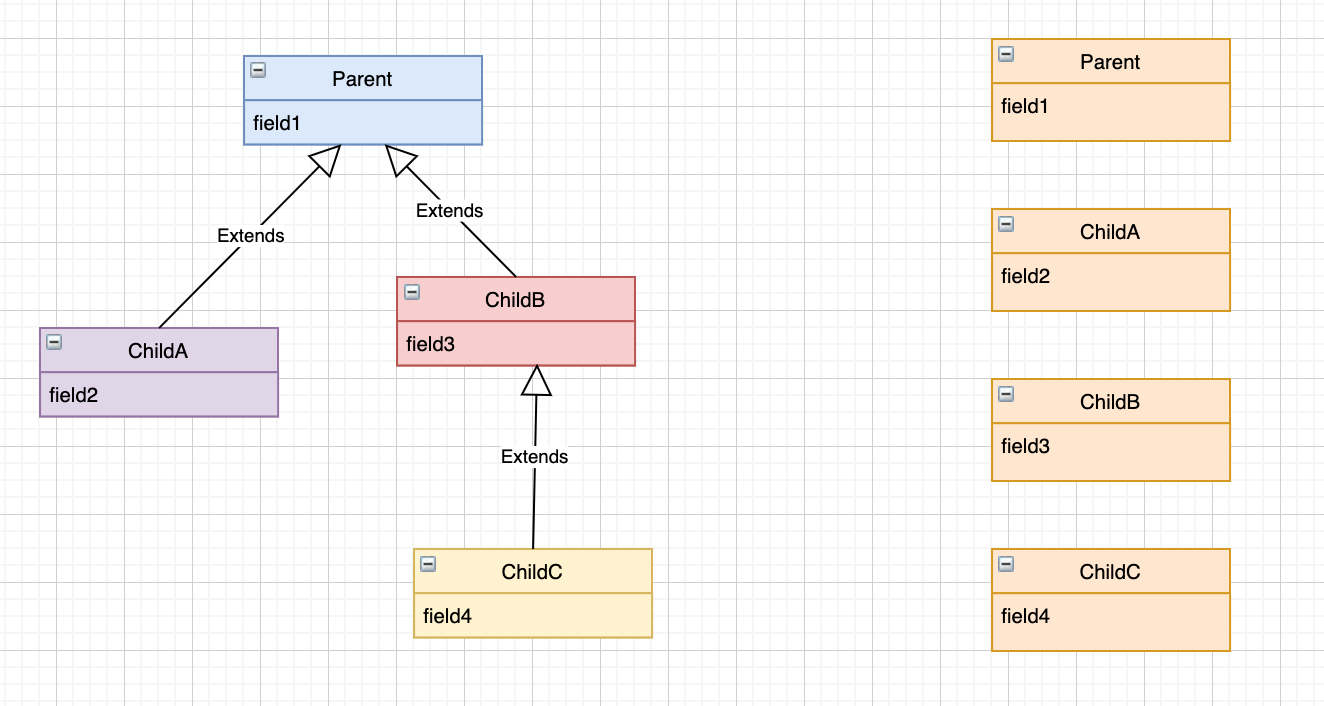 Parent
field1
Extends
Extends
ChildA
field2
ChildB
field3
Extends
ChildC
field4
Parent
field1
ChildA
field2
ChildB
field3
ChildC
field4